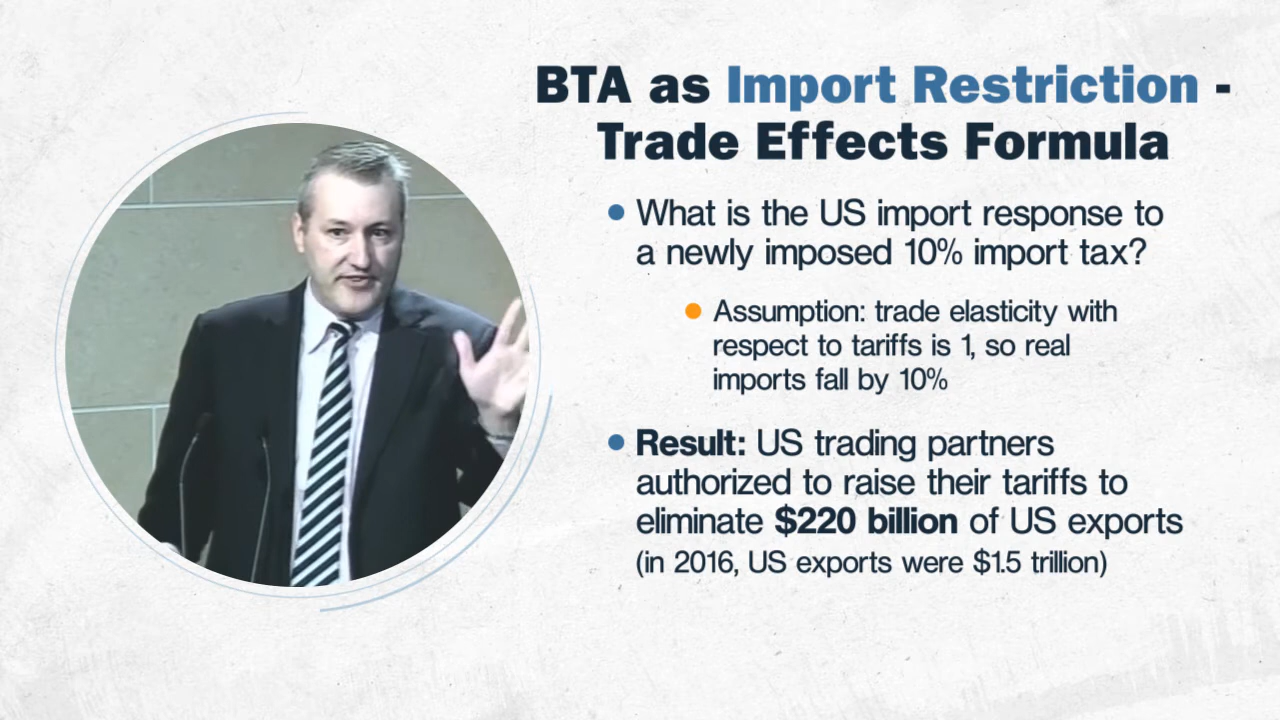 BTA as Import Restriction -
Trade Effects Formula
• What is the US import response to
a newly imposed 10% import tax?
• Assumption: trade elasticity with
respect to tariffs is 1, so real
imports fall by 10%
• Result: US trading partners
authorized to raise their tariffs to
eliminate $220 billion of US exports
(in 2016, US exports were $1.5 trillion)